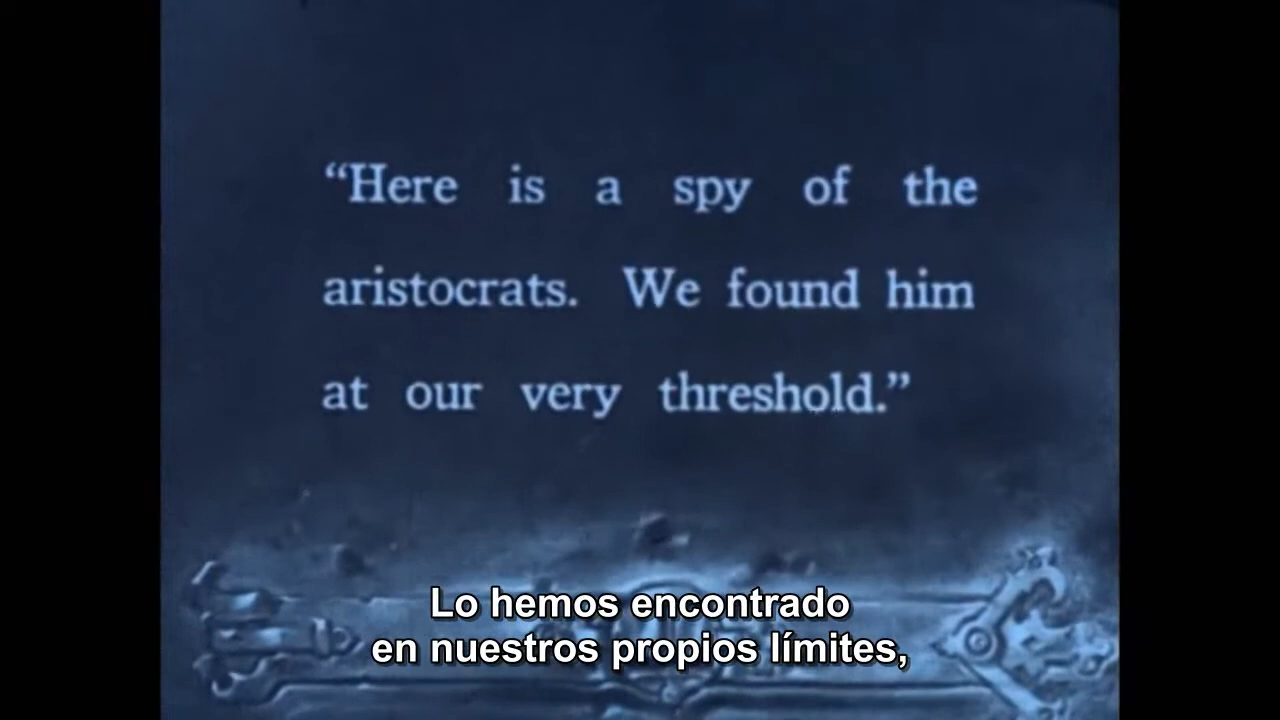 “Here is a spy of the
aristocrats. We found him
at our very threshold.”
Lo hemos encontrado
en nuestros propios límites,